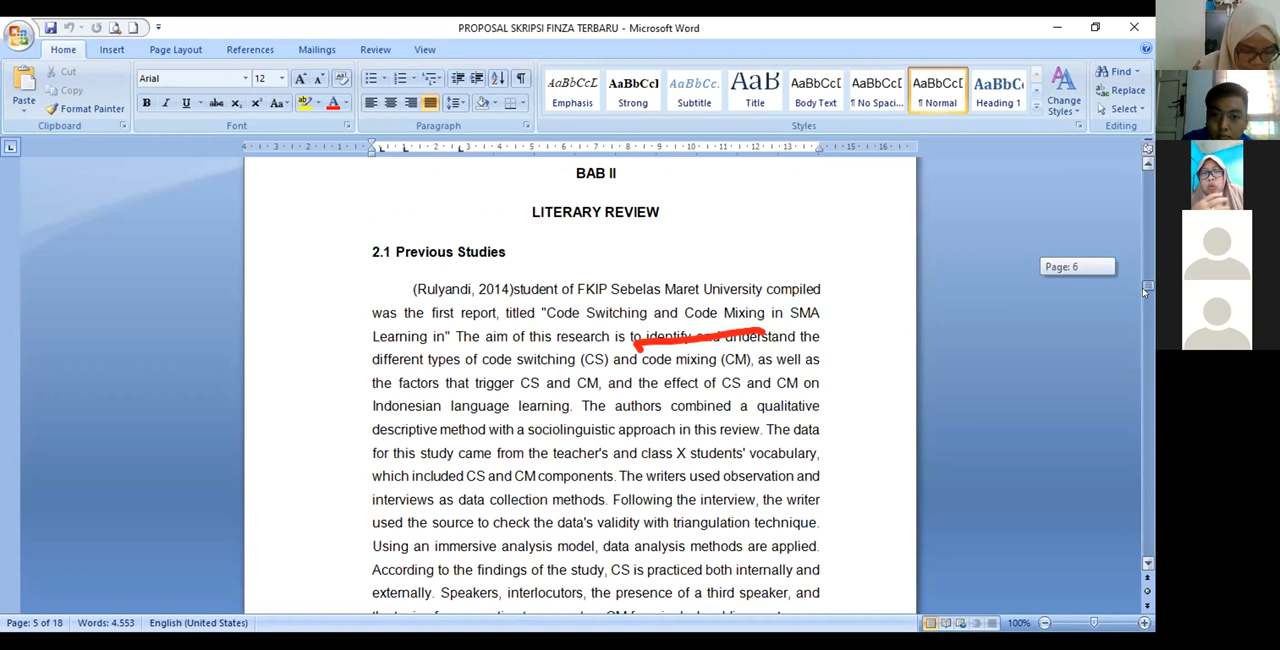 PROPOSAL SKRIPSI FINZA TERBARU - Microsoft Word
Home Insert Page Layout References Mailings Review View
Paste
Cut
Copy
Format Painter
Clipboard
Arial 12
Font
Paragraph
AaBbCcI AaBbCcl AaBbCc. AaB AaBbCcI AaBbCcI AaBbCcI AaBbCc
Emphasis Strong Subtitle Title Body Text ¶ No Spaci... ¶ Normal Heading 1
Change Styles
Styles
Find
Replace
Select
Editing
BAB II
LITERARY REVIEW
2.1 Previous Studies
(Rulyandi, 2014)student of FKIP Sebelas Maret University compiled
was the first report, titled "Code Switching and Code Mixing in SMA
Learning in" The aim of this research is to identify and understand the
different types of code switching (CS) and code mixing (CM), as well as
the factors that trigger CS and CM, and the effect of CS and CM on
Indonesian language learning. The authors combined a qualitative
descriptive method with a sociolinguistic approach in this review. The data
for this study came from the teacher's and class X students' vocabulary,
which included CS and CM components. The writers used observation and
interviews as data collection methods. Following the interview, the writer
used the source to check the data's validity with triangulation technique.
Using an immersive analysis model, data analysis methods are applied.
According to the findings of the study, CS is practiced both internally and
externally. Speakers, interlocutors, the presence of a third speaker, and
Page: 6
Page: 5 of 18 Words: 4.553 English (United States) 100%